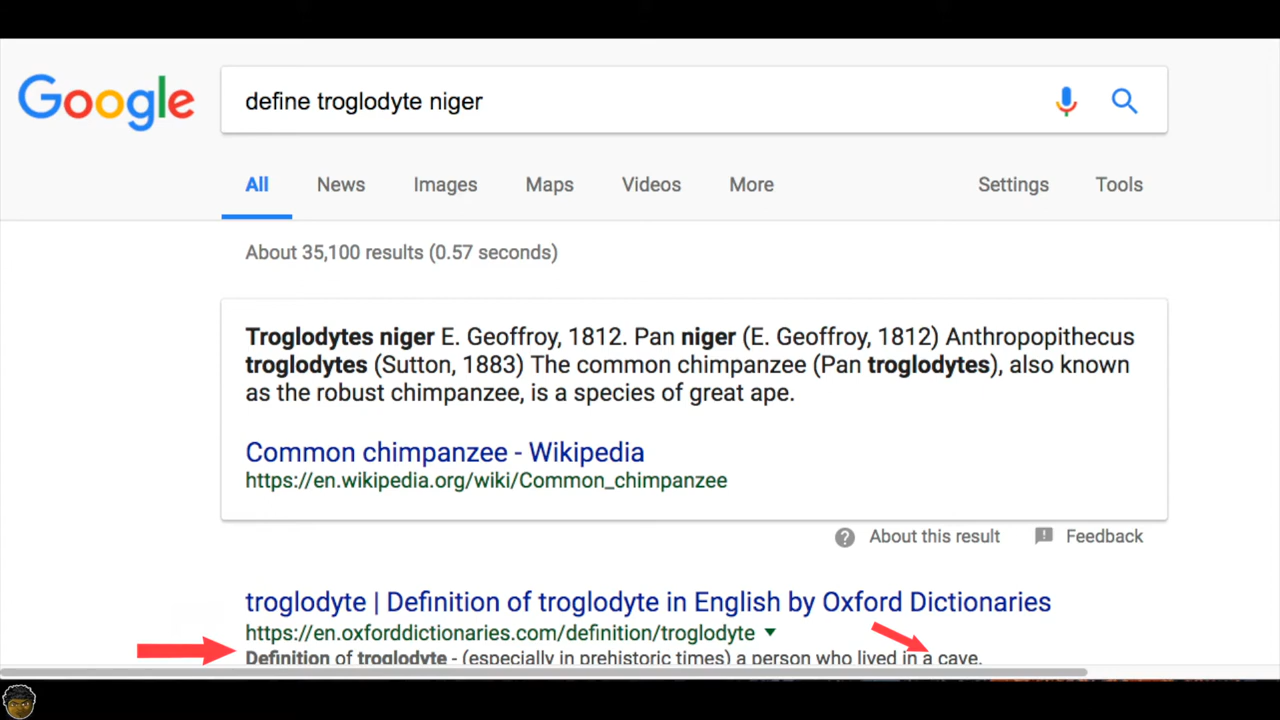 Google
define troglodyte niger
All News Images Maps Videos More Settings Tools
About 35,100 results (0.57 seconds)
Troglodytes niger E. Geoffroy, 1812. Pan niger (E. Geoffroy, 1812) Anthropopithecus
troglodytes (Sutton, 1883) The common chimpanzee (Pan troglodytes), also known
as the robust chimpanzee, is a species of great ape.
Common chimpanzee - Wikipedia
https://en.wikipedia.org/wiki/Common_chimpanzee
About this result Feedback
troglodyte | Definition of troglodyte in English by Oxford Dictionaries
https://en.oxforddictionaries.com/definition/troglodyte
Definition of troglodyte - (especially in prehistoric times) a person who lived in a cave.